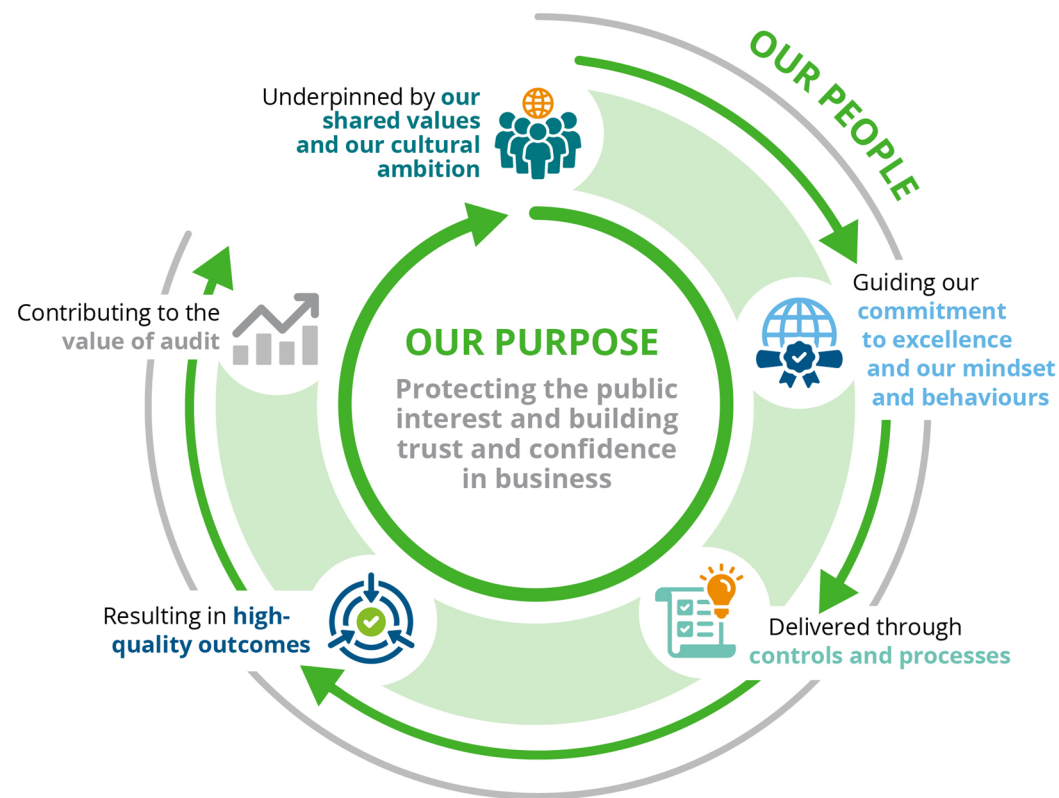 OUR PEOPLE
Underpinned by our
shared values
and our cultural
ambition
Guiding our
commitment
to excellence
and our mindset
and behaviours
Contributing to the
value of audit
OUR PURPOSE
Protecting the public
interest and building
trust and confidence
in business
Resulting in high-
quality outcomes
Delivered through
controls and processes